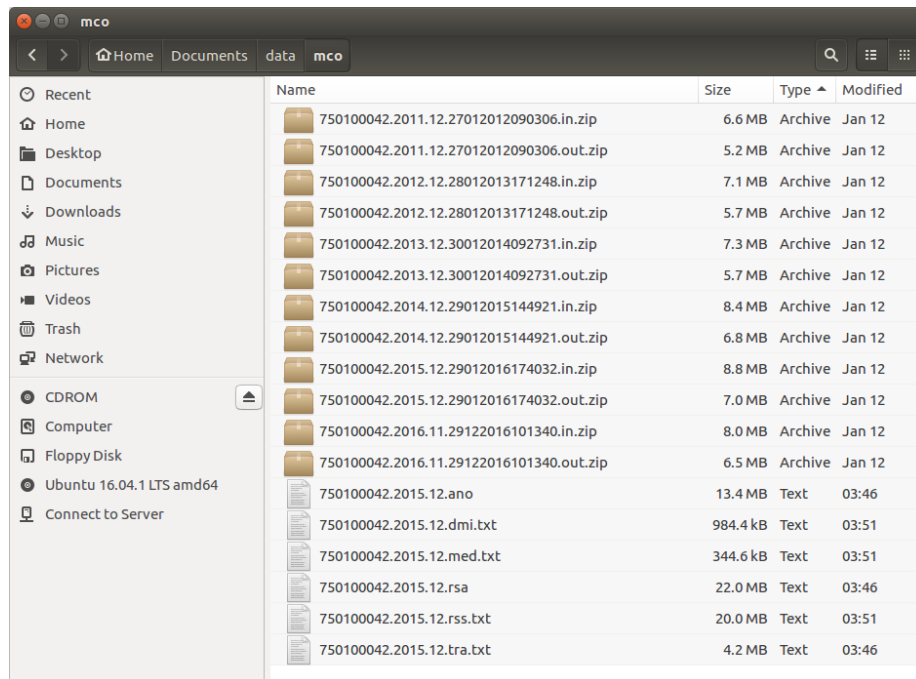 mco
Home Documents data mco
Recent
Home
Desktop
Documents
Downloads
Music
Pictures
Videos
Trash
Network
CDROM
Computer
Floppy Disk
Ubuntu 16.04.1 LTS amd64
Connect to Server
Name Size Type Modified
750100042.2011.12.27012012090306.in.zip 6.6 MB Archive Jan 12
750100042.2011.12.27012012090306.out.zip 5.2 MB Archive Jan 12
750100042.2012.12.28012013171248.in.zip 7.1 MB Archive Jan 12
750100042.2012.12.28012013171248.out.zip 5.7 MB Archive Jan 12
750100042.2013.12.30012014092731.in.zip 7.3 MB Archive Jan 12
750100042.2013.12.30012014092731.out.zip 5.7 MB Archive Jan 12
750100042.2014.12.29012015144921.in.zip 8.4 MB Archive Jan 12
750100042.2014.12.29012015144921.out.zip 6.8 MB Archive Jan 12
750100042.2015.12.29012016174032.in.zip 8.8 MB Archive Jan 12
750100042.2015.12.29012016174032.out.zip 7.0 MB Archive Jan 12
750100042.2016.11.29122016101340.in.zip 8.0 MB Archive Jan 12
750100042.2016.11.29122016101340.out.zip 6.5 MB Archive Jan 12
750100042.2015.12.ano 13.4 MB Text 03:46
750100042.2015.12.dmi.txt 984.4 kB Text 03:51
750100042.2015.12.med.txt 344.6 kB Text 03:51
750100042.2015.12.rsa 22.0 MB Text 03:46
750100042.2015.12.rss.txt 20.0 MB Text 03:51
750100042.2015.12.tra.txt 4.2 MB Text 03:46